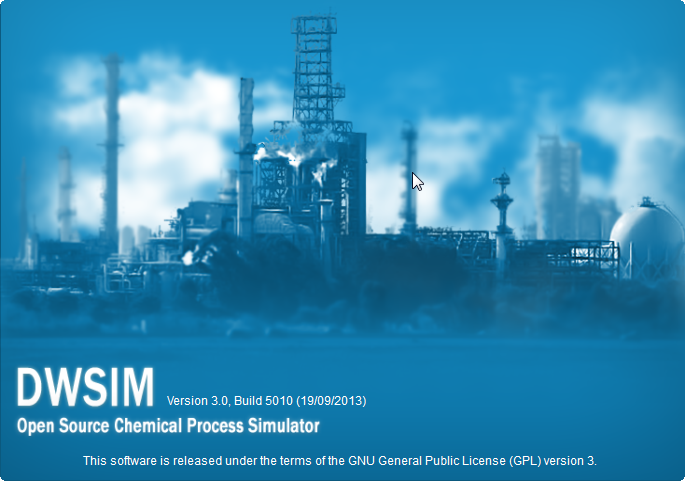 DWSIM Version 3.0, Build 5010 (19/09/2013)
Open Source Chemical Process Simulator
This software is released under the terms of the GNU General Public License (GPL) version 3.